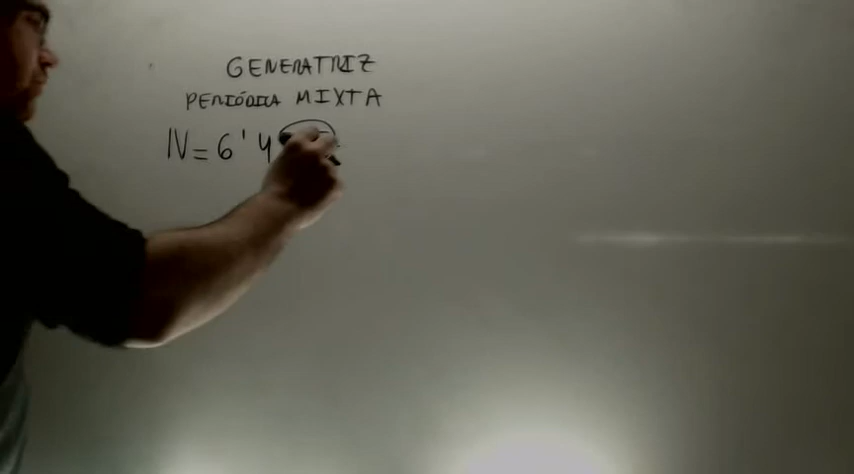 GENERATRIZ
PERIÓDICA MIXTA
N = 6'4